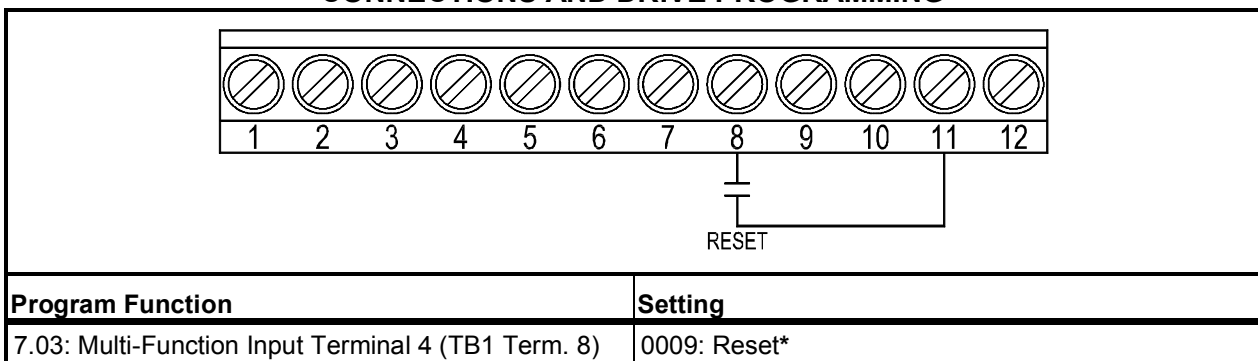 1 2 3 4 5 6 7 8 9 10 11 12
RESET
Program Function Setting
7.03: Multi-Function Input Terminal 4 (TB1 Term. 8) 0009: Reset*